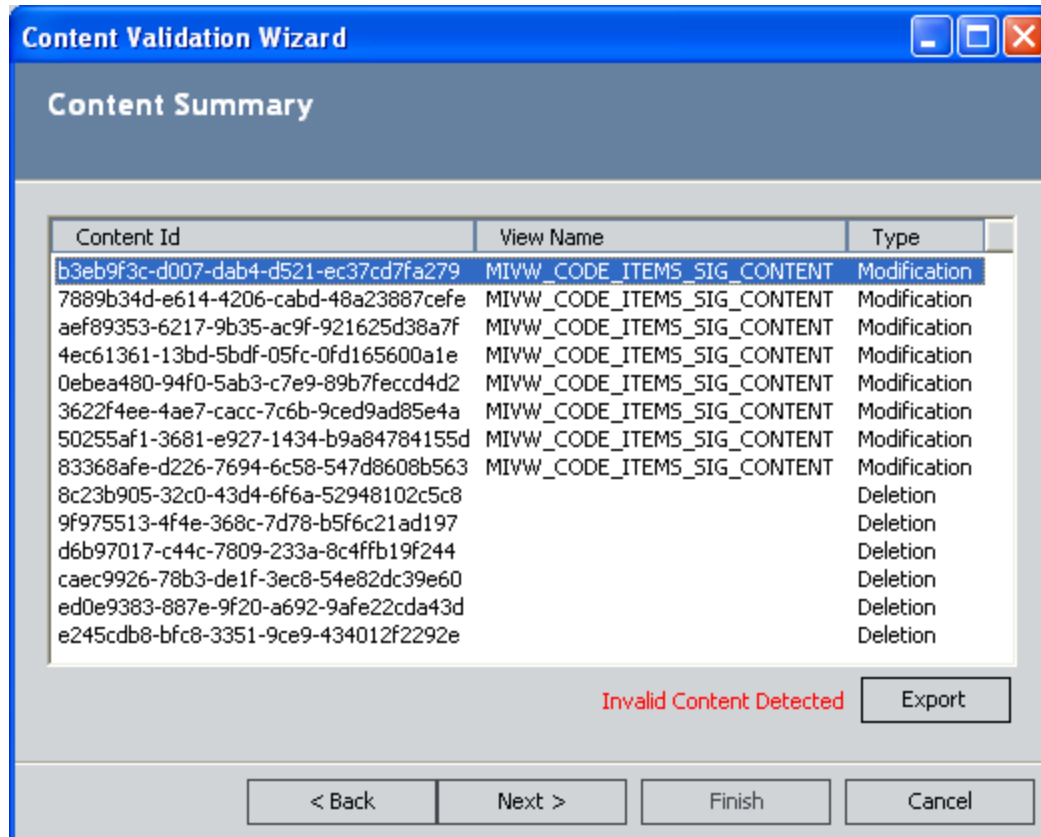 Content Validation Wizard
Content Summary
Content Id View Name Type
b3eb9f3c-d007-dab4-d521-ec37cd7fa279 MIVW_CODE_ITEMS_SIG_CONTENT Modification
7889b34d-e614-4206-cabd-48a23887cefe MIVW_CODE_ITEMS_SIG_CONTENT Modification
aef89353-6217-9b35-ac9f-921625d38a7f MIVW_CODE_ITEMS_SIG_CONTENT Modification
4ec61361-13bd-5bdf-05fc-0fd165600a1e MIVW_CODE_ITEMS_SIG_CONTENT Modification
0ebea480-94f0-5ab3-c7e9-89b7feccd4d2 MIVW_CODE_ITEMS_SIG_CONTENT Modification
3622f4ee-4ae7-cacc-7c6b-9ced9ad85e4a MIVW_CODE_ITEMS_SIG_CONTENT Modification
50255af1-3681-e927-1434-b9a84784155d MIVW_CODE_ITEMS_SIG_CONTENT Modification
83368afe-d226-7694-6c58-547d8608b563 MIVW_CODE_ITEMS_SIG_CONTENT Modification
8c23b905-32c0-43d4-6f6a-52948102c5c8 Deletion
9f975513-4f4e-368c-7d78-b5f6c21ad197 Deletion
d6b97017-c44c-7809-233a-8c4ffb19f244 Deletion
caec9926-78b3-de1f-3ec8-54e82dc39e60 Deletion
ed0e9383-887e-9f20-a692-9afe22cda43d Deletion
e245cdb8-bfc8-3351-9ce9-434012f2292e Deletion
Invalid Content Detected Export
< Back Next > Finish Cancel